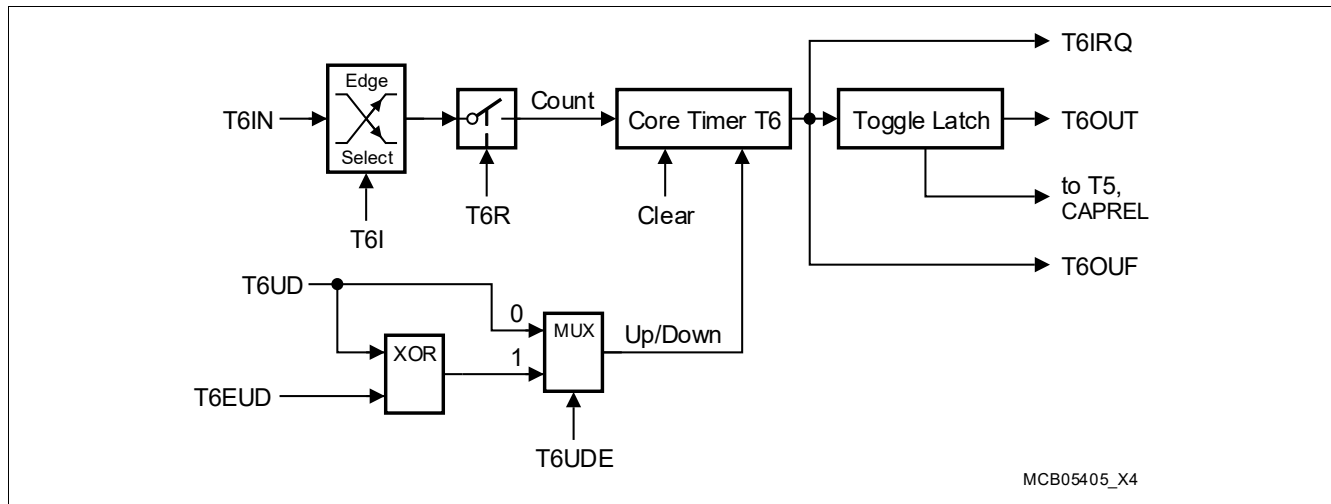 T6IRQ
Edge
Select
T6IN
Count
Core Timer T6
Toggle Latch
T6OUT
T6R
Clear
to T5,
CAPREL
T6I
T6UD
T6OUF
0
MUX
Up/Down
XOR
1
T6EUD
T6UDE
MCB05405_X4